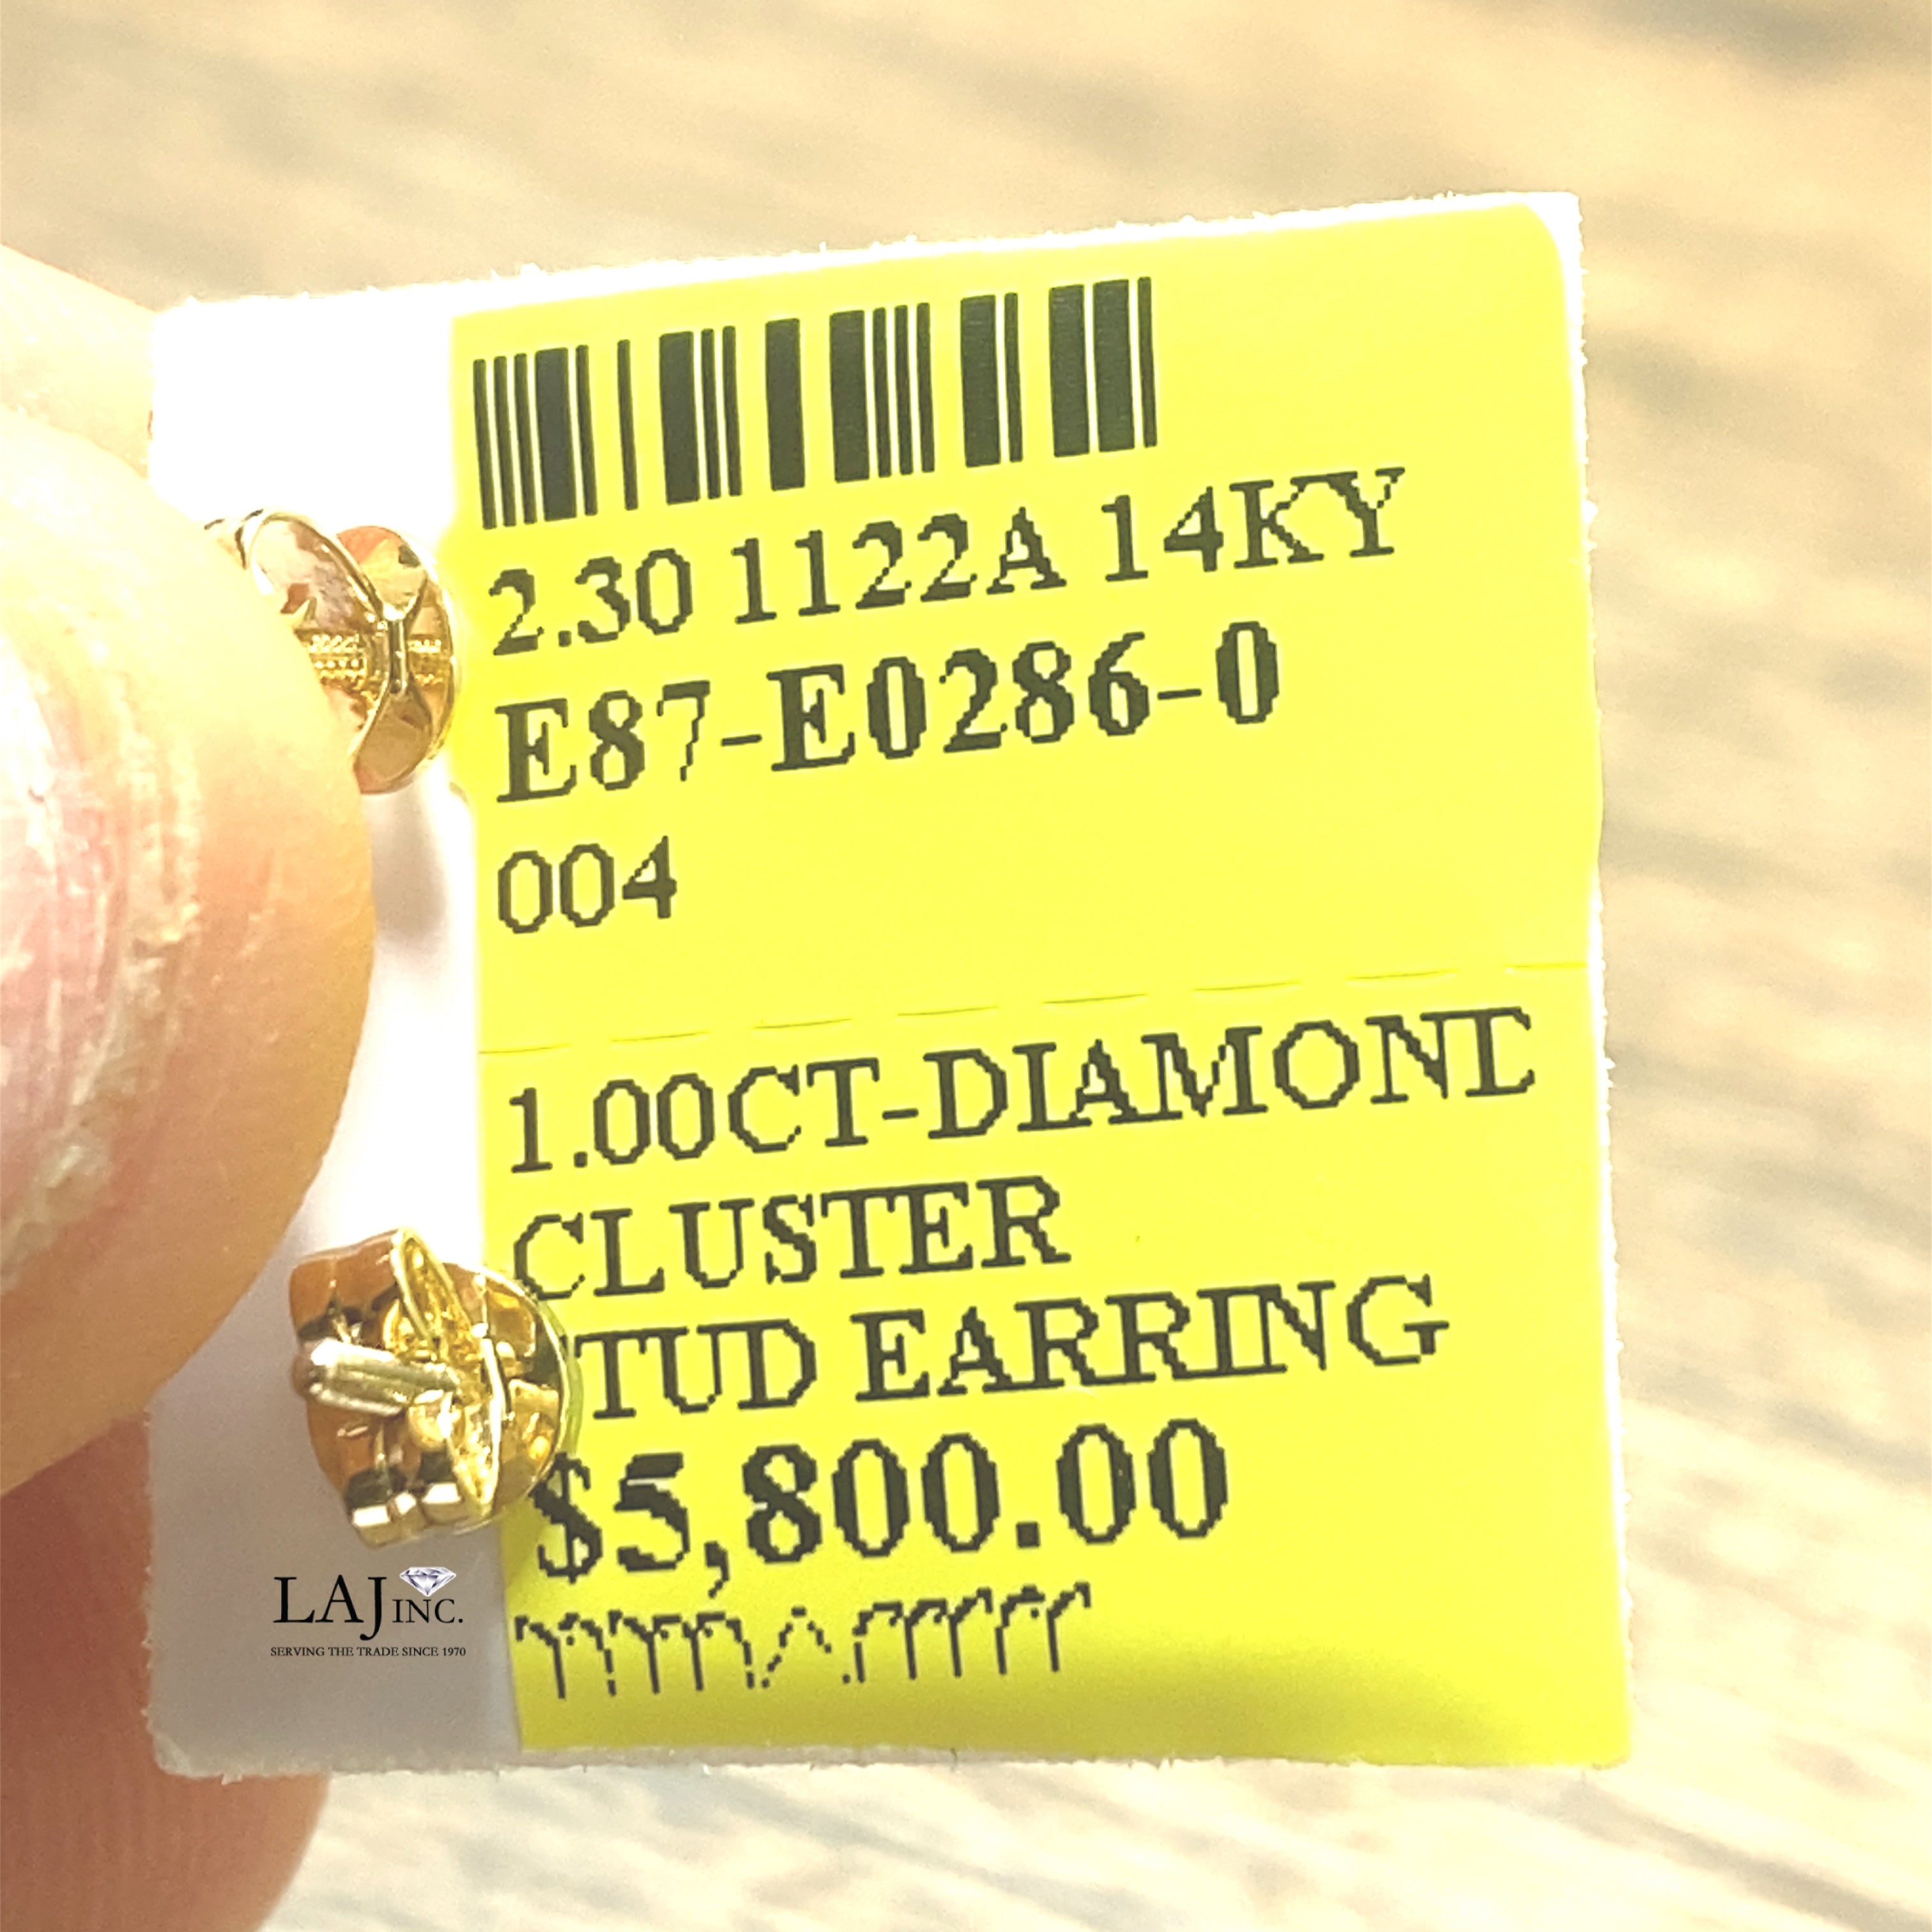 2.30 1122A 14KY
E87-E0286-0
004
1.00CT-DIAMOND
CLUSTER
TUD EARRING
$5,800.00
LAJ INC.
SERVING THE TRADE SINCE 1970